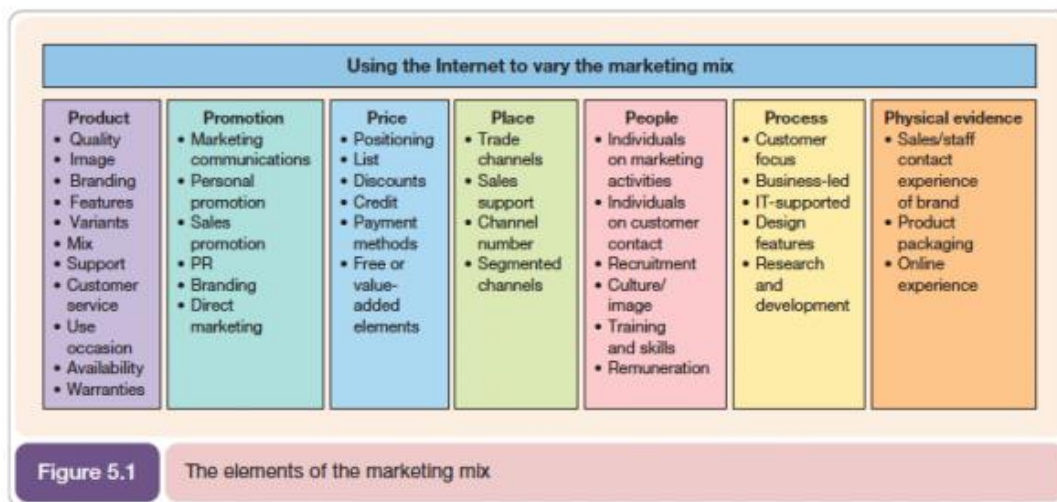 Using the Internet to vary the marketing mix
Product
• Quality
• Image
• Branding
• Features
• Variants
• Mix
• Support
• Customer
service
• Use
occasion
• Availability
• Warranties
Promotion
• Marketing
communications
• Personal
promotion
• Sales
promotion
• PR
• Branding
• Direct
marketing
Price
• Positioning
• List
• Discounts
• Credit
• Payment
methods
• Free or
value-
added
elements
Place
• Trade
channels
• Sales
support
• Channel
number
• Segmented
channels
People
• Individuals
on marketing
activities
• Individuals
on customer
contact
• Recruitment
• Culture/
image
• Training
and skills
• Remuneration
Process
• Customer
focus
• Business-led
• IT-supported
• Design
features
• Research
and
development
Physical evidence
• Sales/staff
contact
experience
of brand
• Product
packaging
• Online
experience
Figure 5.1
The elements of the marketing mix